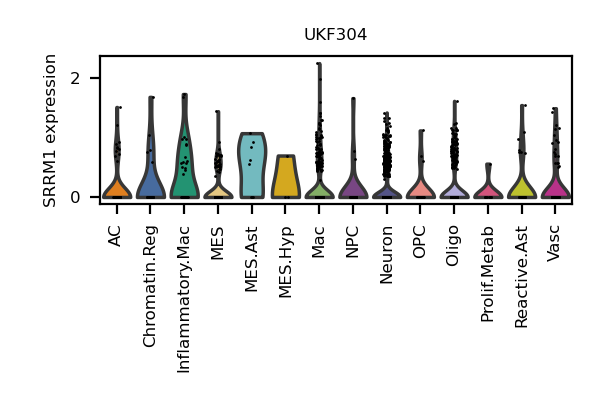 UKF304
SRRM1 expression
2
0
AC
Chromatin.Reg
Inflammatory.Mac
MES
MES.Ast
MES.Hyp
Mac
NPC
Neuron
OPC
Oligo
Prolif.Metab
Reactive.Ast
Vasc